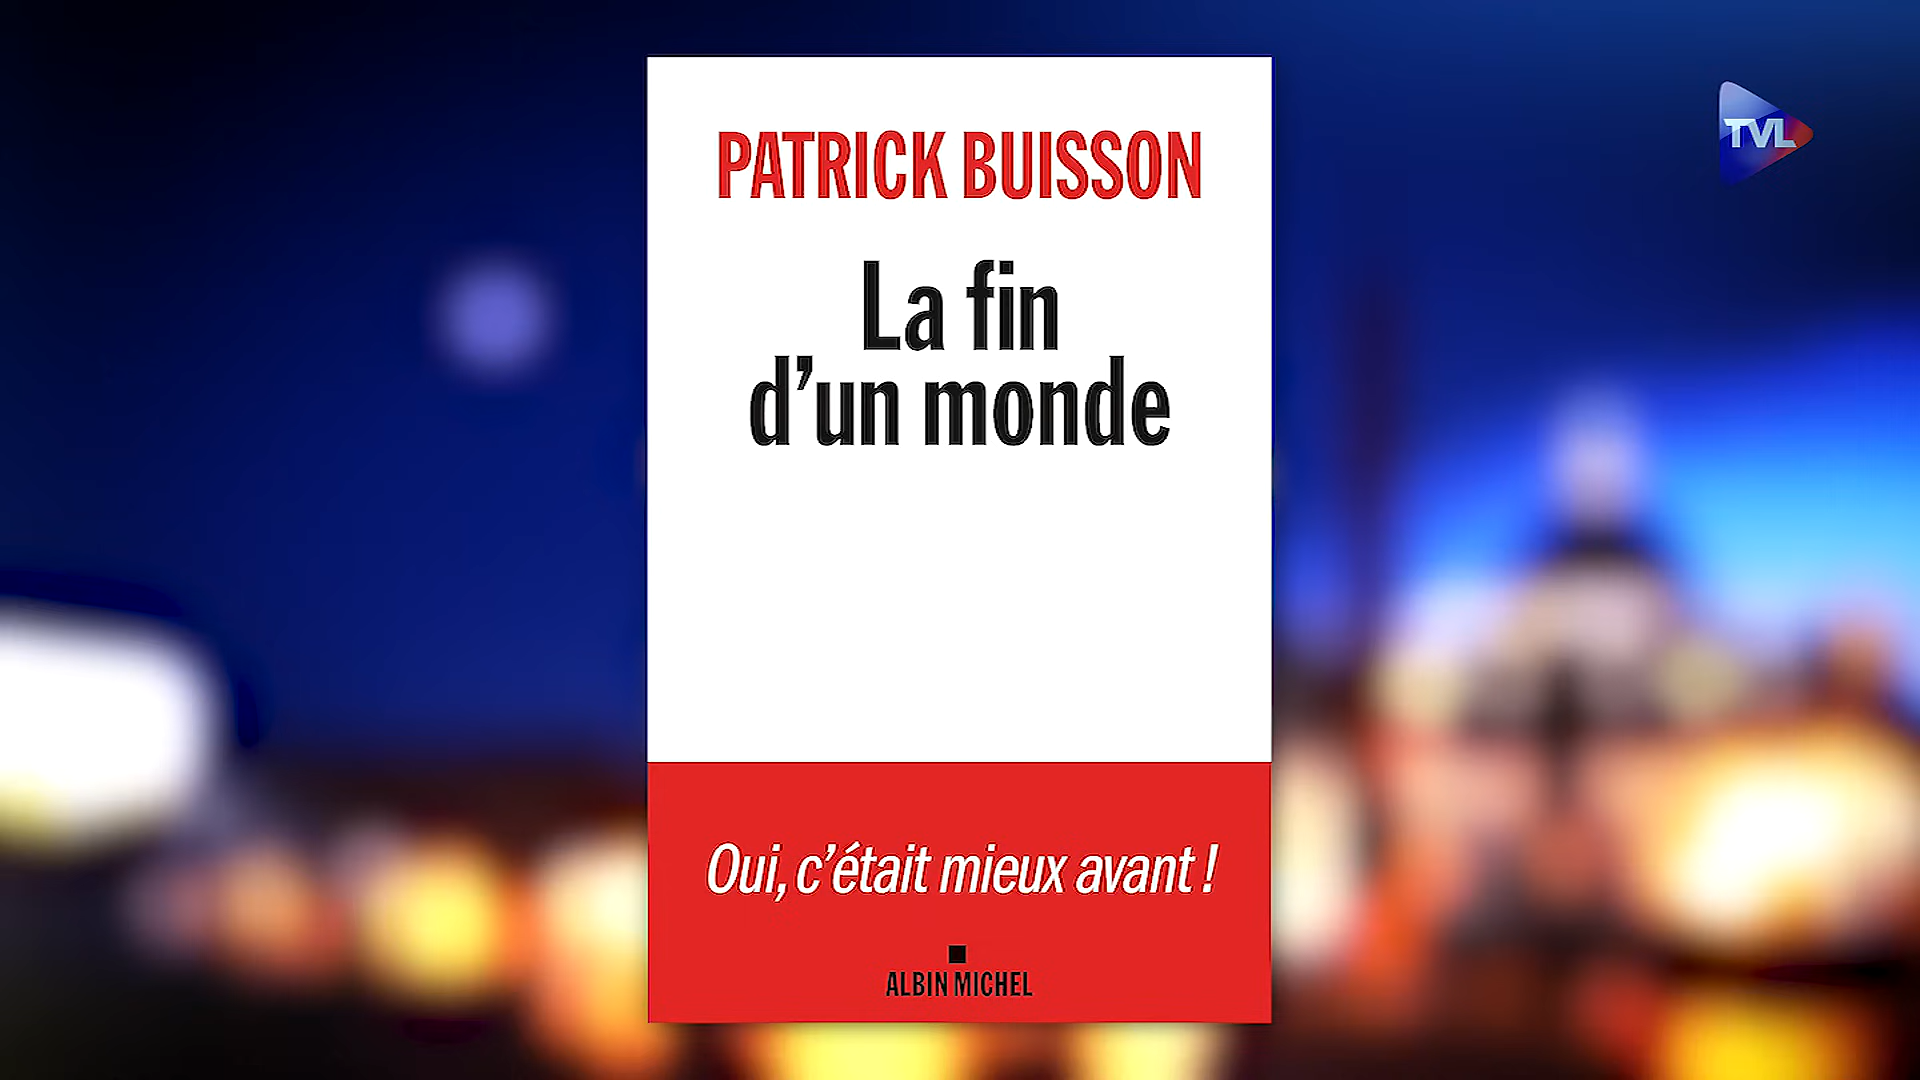 PATRICK BUISSON
La fin
d’un monde
Oui, c’était mieux avant !
ALBIN MICHEL
TVL